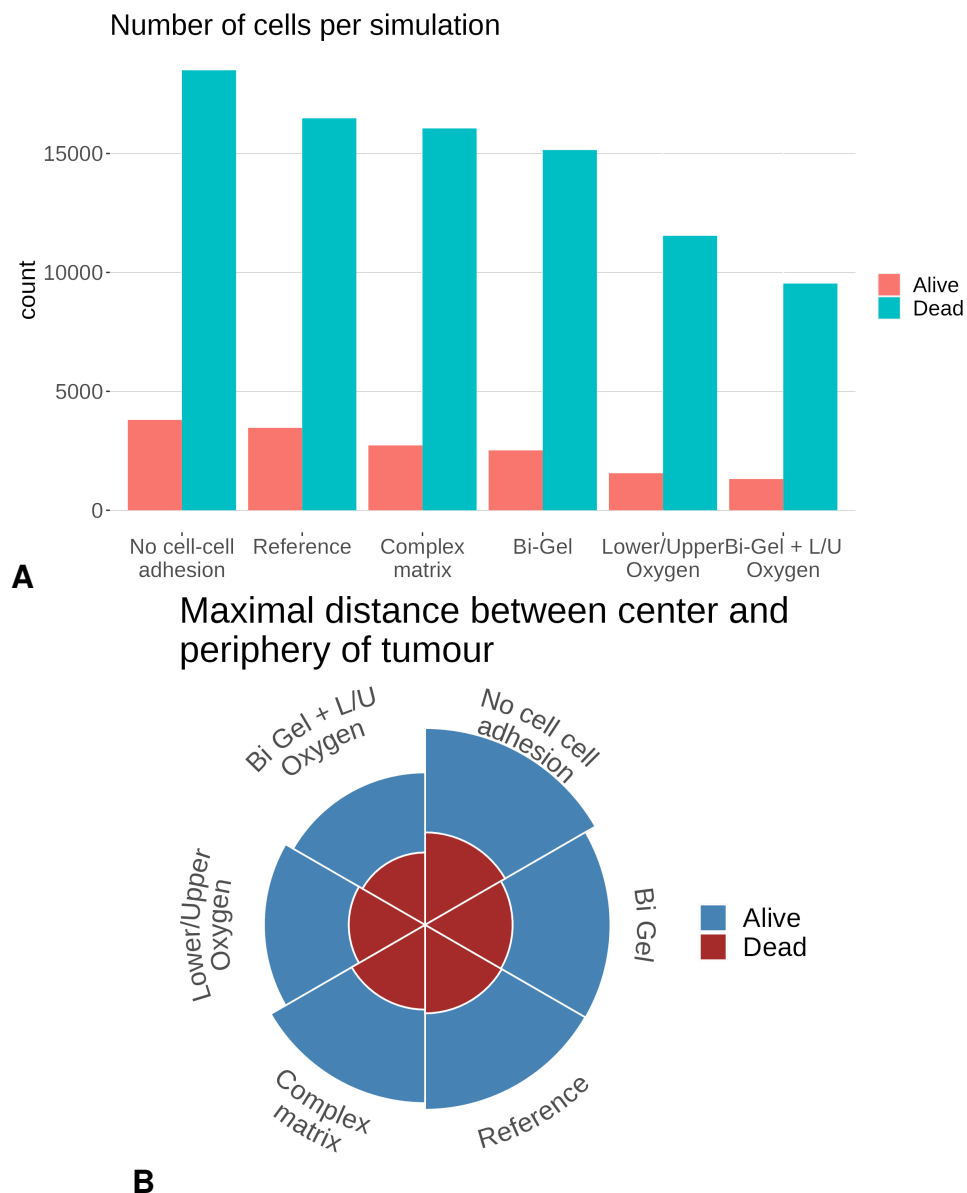 Number of cells per simulation
15000
10000
5000
0
count
Alive
Dead
No cell-cell
adhesion
Reference
Complex
matrix
Bi-Gel
Lower/Upper
Oxygen
Bi-Gel + L/U
Oxygen
A
Maximal distance between center and
periphery of tumour
Bi Gel + L/U
Oxygen
No cell cell
adhesion
Lower/Upper
Oxygen
Bi Gel
Alive
Dead
Complex
matrix
Reference
B